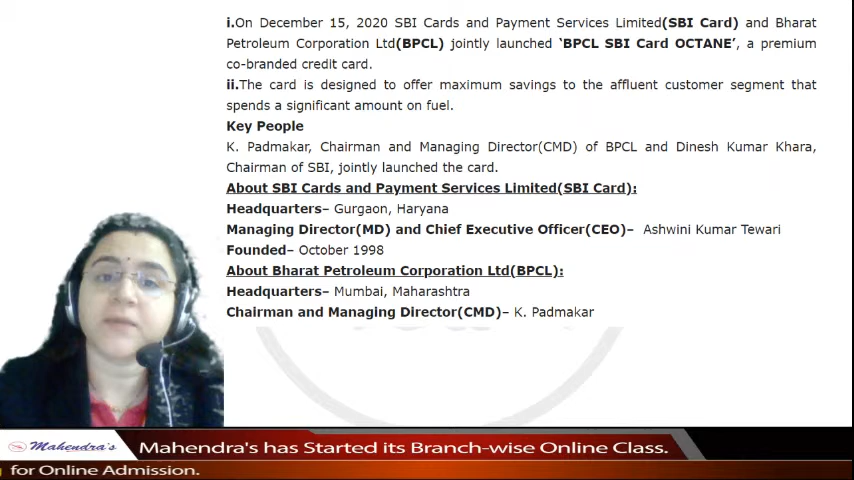 i.On December 15, 2020 SBI Cards and Payment Services Limited(SBI Card) and Bharat
Petroleum Corporation Ltd(BPCL) jointly launched ‘BPCL SBI Card OCTANE’, a premium
co-branded credit card.
ii.The card is designed to offer maximum savings to the affluent customer segment that
spends a significant amount on fuel.
Key People
K. Padmakar, Chairman and Managing Director(CMD) of BPCL and Dinesh Kumar Khara,
Chairman of SBI, jointly launched the card.
About SBI Cards and Payment Services Limited(SBI Card):
Headquarters– Gurgaon, Haryana
Managing Director(MD) and Chief Executive Officer(CEO)– Ashwini Kumar Tewari
Founded– October 1998
About Bharat Petroleum Corporation Ltd(BPCL):
Headquarters– Mumbai, Maharashtra
Chairman and Managing Director(CMD)– K. Padmakar
Mahendra's
Mahendra's has Started its Branch-wise Online Class.
for Online Admission.